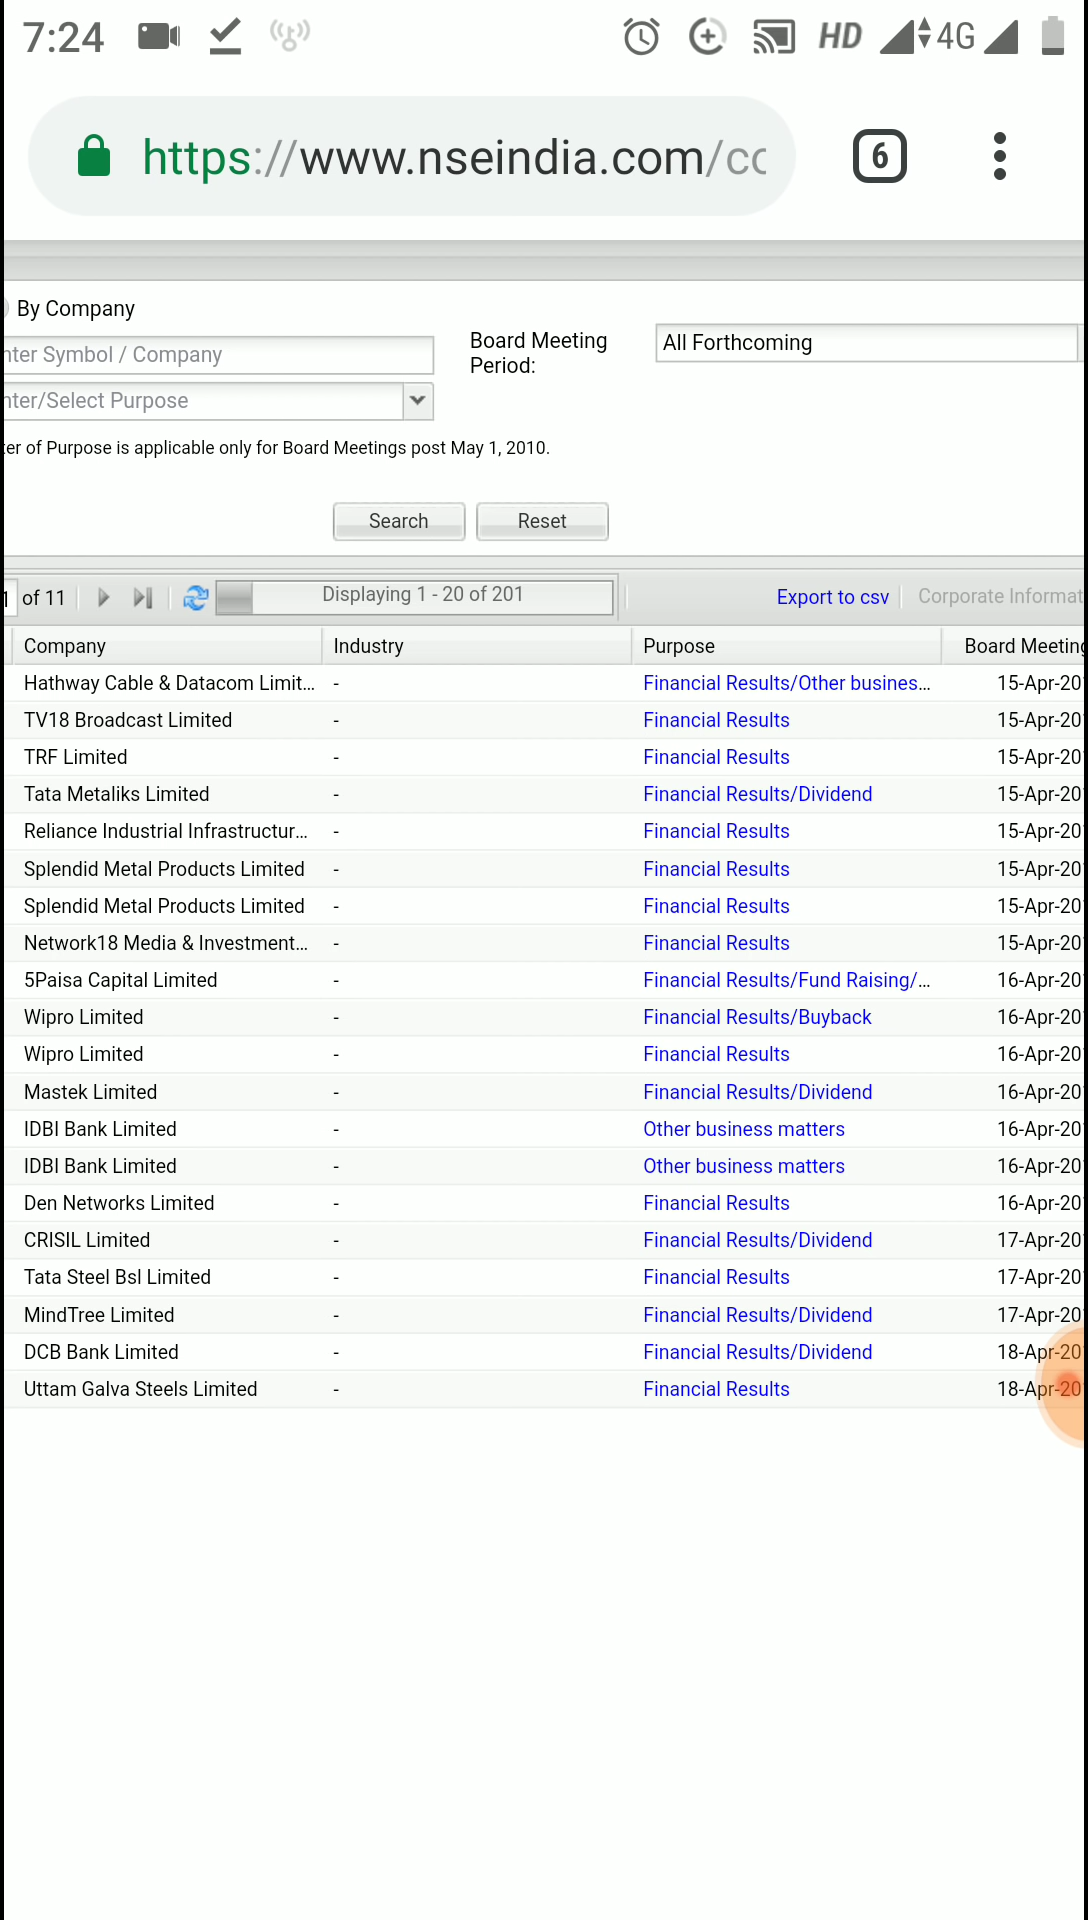 7:24 HD 4G
https://www.nseindia.com/cc 6
By Company
nter Symbol / Company
Board Meeting Period:
All Forthcoming
nter/Select Purpose
ter of Purpose is applicable only for Board Meetings post May 1, 2010.
Search Reset
1 of 11 Displaying 1 - 20 of 201 Export to csv Corporate Informat
Company Industry Purpose Board Meeting
Hathway Cable & Datacom Limit... - Financial Results/Other busines... 15-Apr-20
TV18 Broadcast Limited - Financial Results 15-Apr-20
TRF Limited - Financial Results 15-Apr-20
Tata Metaliks Limited - Financial Results/Dividend 15-Apr-20
Reliance Industrial Infrastructur... - Financial Results 15-Apr-20
Splendid Metal Products Limited - Financial Results 15-Apr-20
Splendid Metal Products Limited - Financial Results 15-Apr-20
Network18 Media & Investment... - Financial Results 15-Apr-20
5Paisa Capital Limited - Financial Results/Fund Raising/... 16-Apr-20
Wipro Limited - Financial Results/Buyback 16-Apr-20
Wipro Limited - Financial Results 16-Apr-20
Mastek Limited - Financial Results/Dividend 16-Apr-20
IDBI Bank Limited - Other business matters 16-Apr-20
IDBI Bank Limited - Other business matters 16-Apr-20
Den Networks Limited - Financial Results 16-Apr-20
CRISIL Limited - Financial Results/Dividend 17-Apr-20
Tata Steel Bsl Limited - Financial Results 17-Apr-20
MindTree Limited - Financial Results/Dividend 17-Apr-20
DCB Bank Limited - Financial Results/Dividend 18-Apr-20
Uttam Galva Steels Limited - Financial Results 18-Apr-20